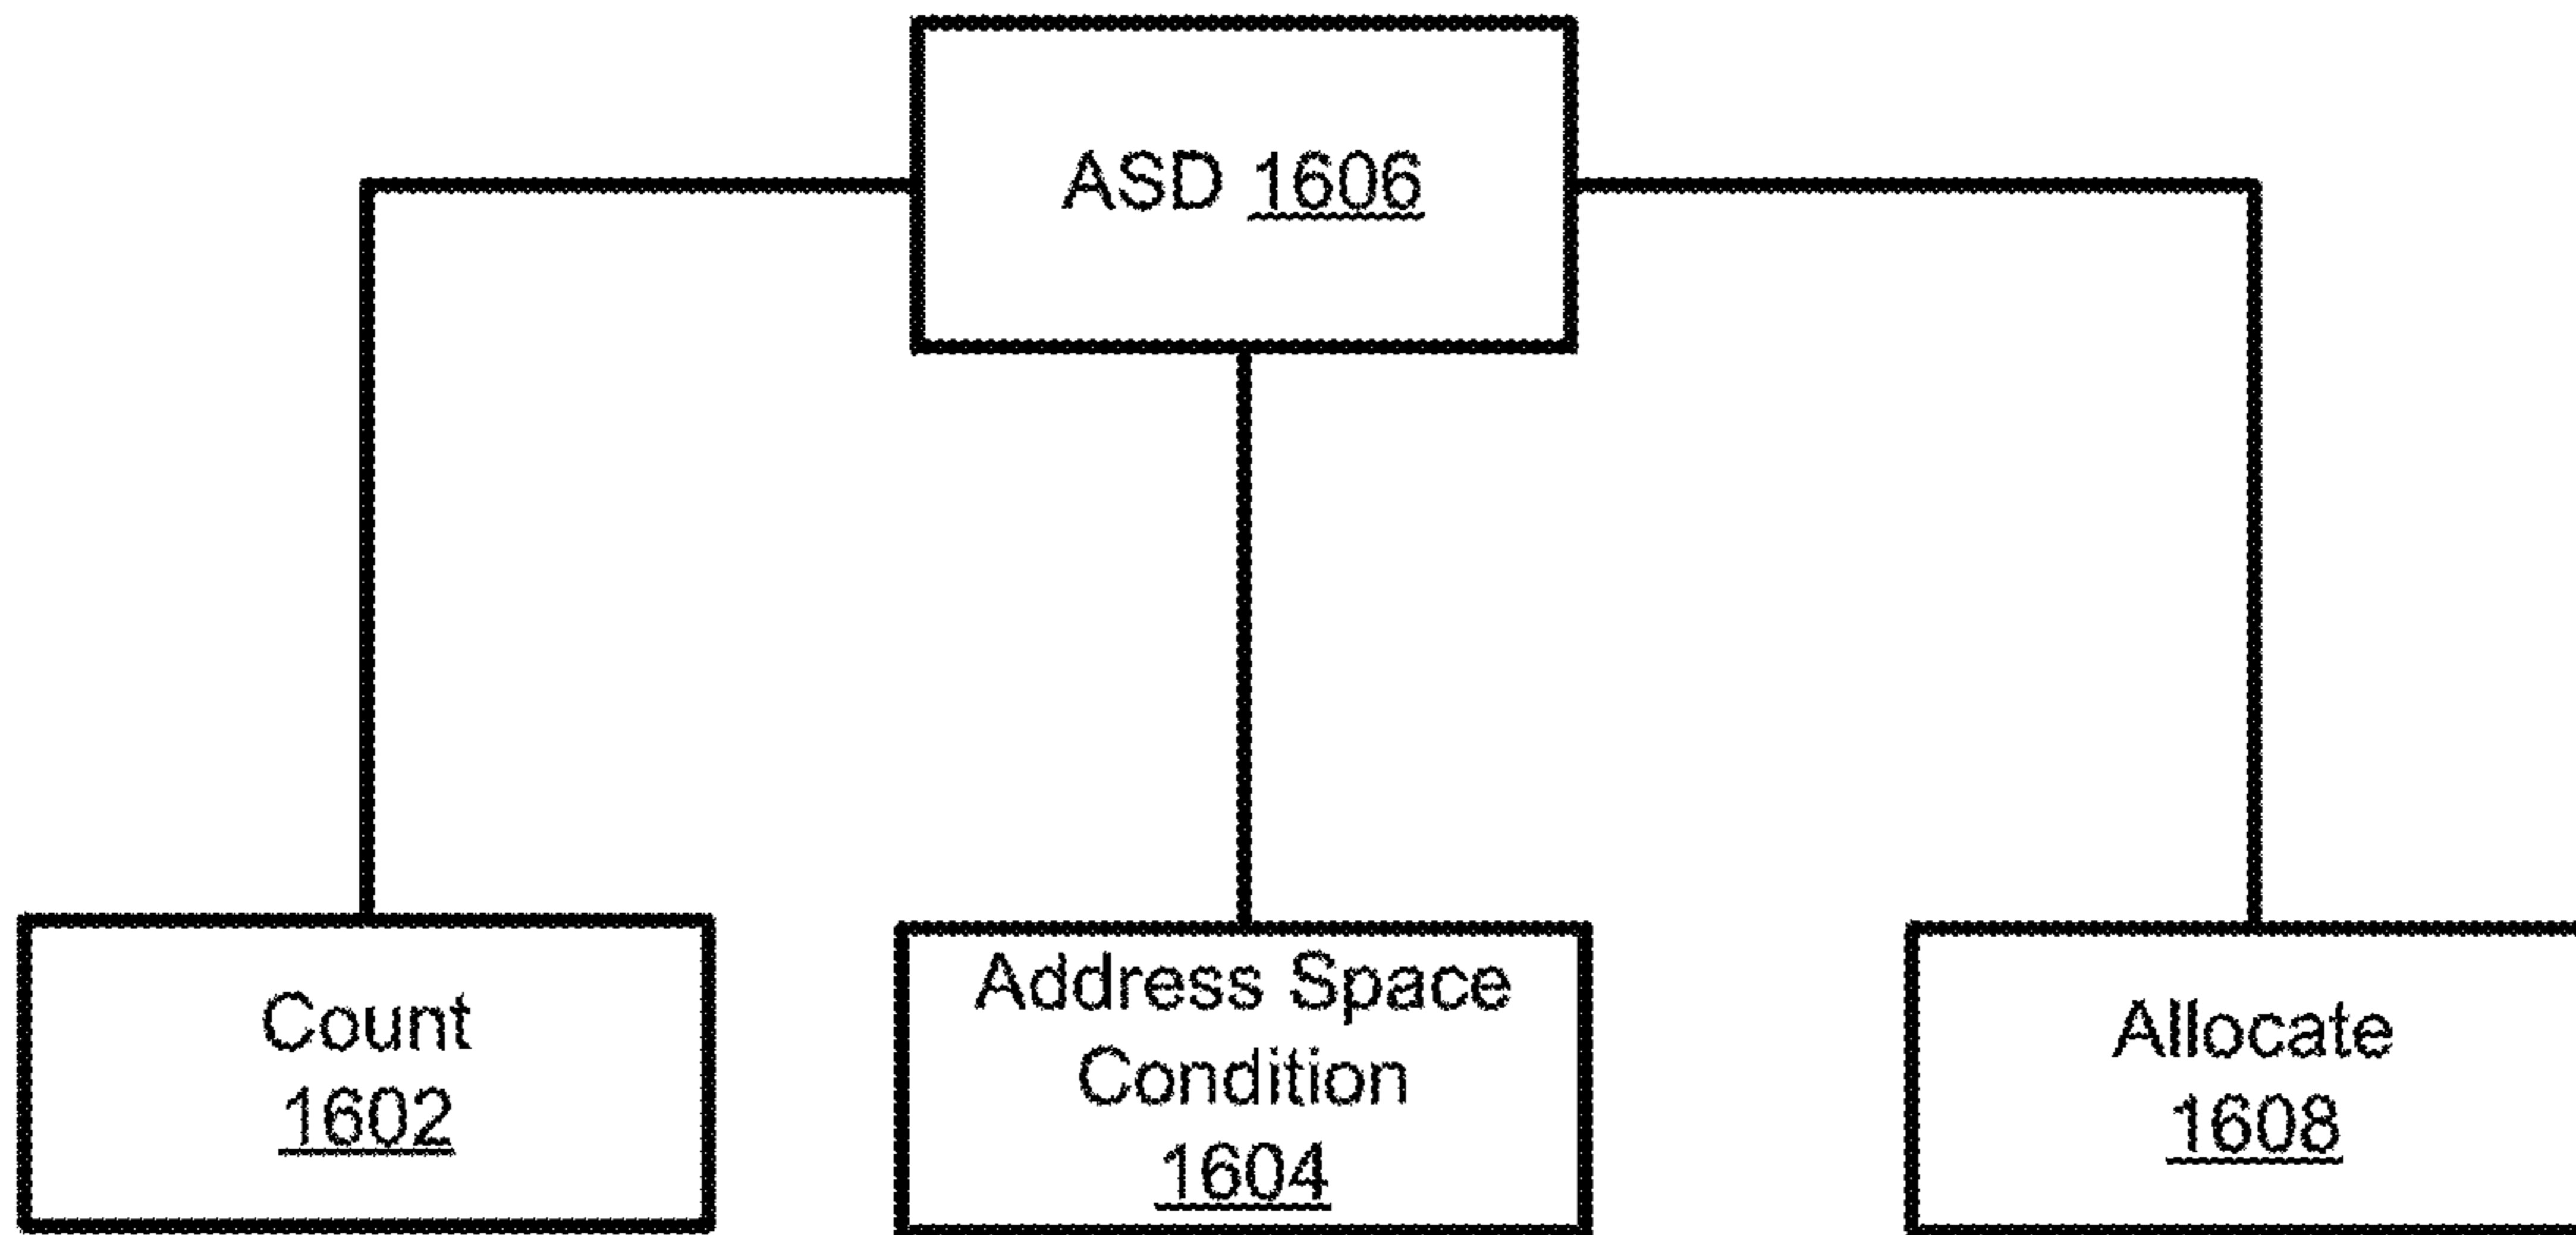 ASD 1606
Count
1602
Address Space
Condition
1604
Allocate
1608